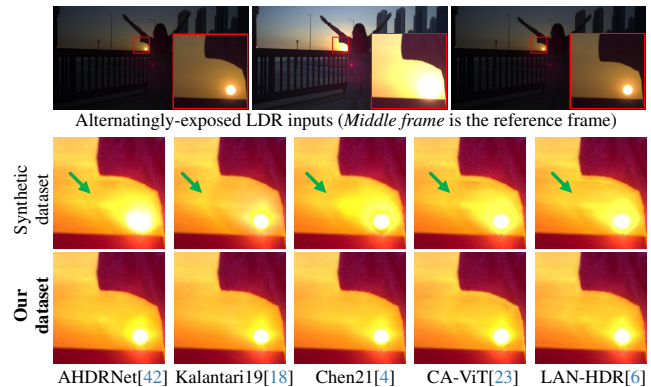 Alternatingly-exposed LDR inputs (Middle frame is the reference frame)
Synthetic
dataset
Our
dataset
AHDRNet[42] Kalantari19[18] Chen21[4] CA-ViT[23] LAN-HDR[6]